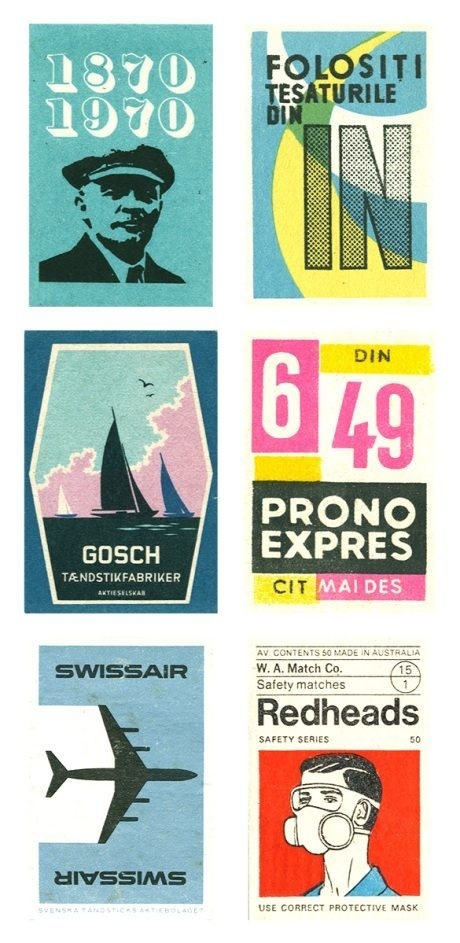 1870
1970
FOLOSIȚI
TESATURILE
DIN
IN
GOSCH
TÆNDSTIKFABRIKER
AKTIESELSKAB
6
DIN
49
PRONO
EXPRES
CIT MAI DES
SWISSAIR
SWISSAIR
SVENSKA TÄNDSTICKS AKTIEBOLAGET
AV. CONTENTS 50 MADE IN AUSTRALIA
W. A. Match Co.
Safety matches
15
1
Redheads
SAFETY SERIES 50
USE CORRECT PROTECTIVE MASK